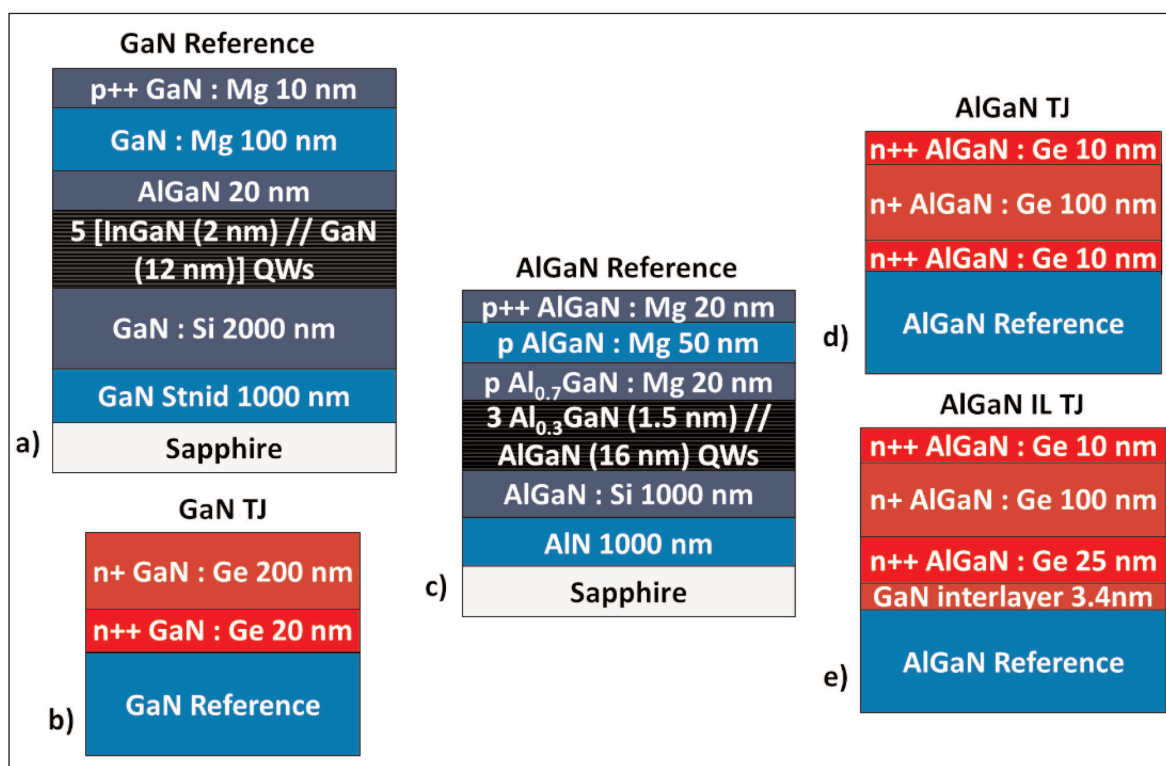 GaN Reference
p++ GaN : Mg 10 nm
GaN : Mg 100 nm
AlGaN 20 nm
5 [InGaN (2 nm) // GaN
(12 nm)] QWs
GaN : Si 2000 nm
GaN Stnid 1000 nm
Sapphire
a)
GaN TJ
n+ GaN : Ge 200 nm
n++ GaN : Ge 20 nm
GaN Reference
b)
AlGaN Reference
p++ AlGaN : Mg 20 nm
p AlGaN : Mg 50 nm
p Al0.7GaN : Mg 20 nm
3 Al0.3GaN (1.5 nm) //
AlGaN (16 nm) QWs
AlGaN : Si 1000 nm
AlN 1000 nm
Sapphire
c)
AlGaN TJ
n++ AlGaN : Ge 10 nm
n+ AlGaN : Ge 100 nm
n++ AlGaN : Ge 10 nm
AlGaN Reference
d)
AlGaN IL TJ
n++ AlGaN : Ge 10 nm
n+ AlGaN : Ge 100 nm
n++ AlGaN : Ge 25 nm
GaN interlayer 3.4nm
AlGaN Reference
e)